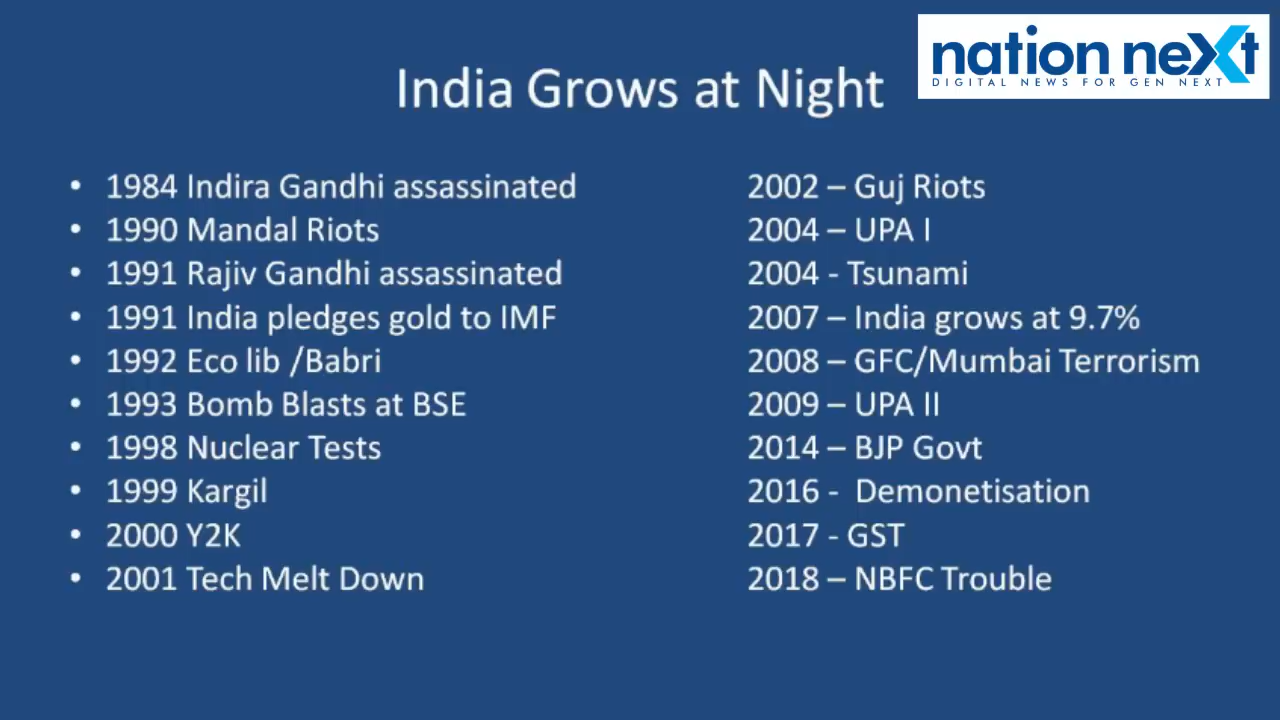 nation next
DIGITAL NEWS FOR GEN NEXT
India Grows at Night
• 1984 Indira Gandhi assassinated
• 1990 Mandal Riots
• 1991 Rajiv Gandhi assassinated
• 1991 India pledges gold to IMF
• 1992 Eco lib /Babri
• 1993 Bomb Blasts at BSE
• 1998 Nuclear Tests
• 1999 Kargil
• 2000 Y2K
• 2001 Tech Melt Down
2002 – Guj Riots
2004 – UPA I
2004 - Tsunami
2007 – India grows at 9.7%
2008 – GFC/Mumbai Terrorism
2009 – UPA II
2014 – BJP Govt
2016 - Demonetisation
2017 - GST
2018 – NBFC Trouble